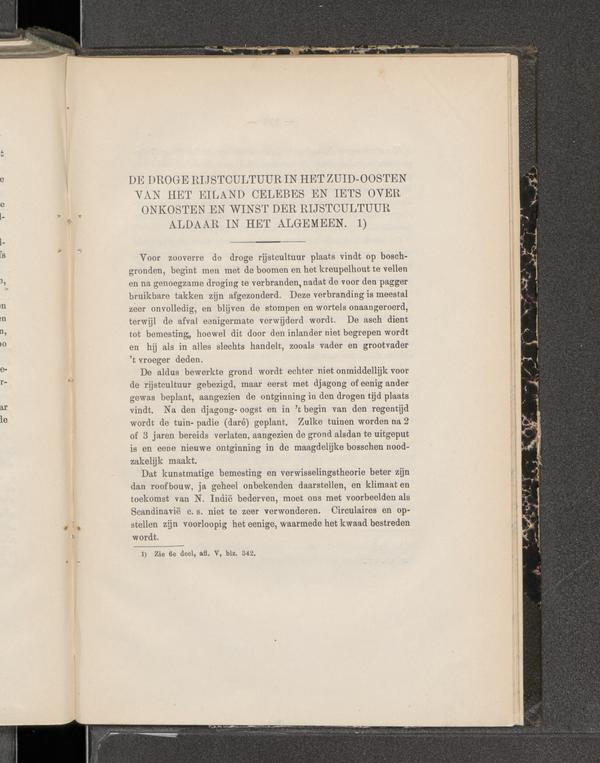 DE DROGE RIJSTCULTUUR IN HET ZUID-OOSTEN
VAN HET EILAND CELEBES EN IETS OVER
ONKOSTEN EN WINST DER RIJSTCULTUUR
ALDAAR IN HET ALGEMEEN. 1)
Voor zooverre de droge rijstcultuur plaats vindt op bosch-
gronden, begint men met de boomen en het kreupelhout te vellen
en na genoegzame droging te verbranden, nadat de voor den pagger
bruikbare takken zijn afgezonderd. Deze verbranding is meestal
zeer onvolledig, en blijven de stompen en wortels onaangeroerd,
terwijl de afval eenigermate verwijderd wordt. De asch dient
tot bemesting, hoewel dit door den inlander niet begrepen wordt
en hij als in alles slechts handelt, zooals vader en grootvader
't vroeger deden.
De aldus bewerkte grond wordt echter niet onmiddellijk voor
de rijstcultuur gebezigd, maar eerst met djagong of eenig ander
gewas beplant, aangezien de ontginning in den drogen tijd plaats
vindt. Na den djagong-oogst en in 't begin van den regentijd
wordt de tuin-padie (daré) geplant. Zulke tuinen worden na 2
of 3 jaren bereids verlaten, aangezien de grond alsdan te uitgeput
is en eene nieuwe ontginning in de maagdelijke bosschen nood-
zakelijk maakt.
Dat kunstmatige bemesting en verwisselingstheorie beter zijn
dan roofbouw, ja geheel onbekenden daarstellen, en klimaat en
toekomst van N. Indië bederven, moet ons met voorbeelden als
Scandinavië c. s. niet te zeer verwonderen. Circulaires en op-
stellen zijn voorloopig het eenige, waarmede het kwaad bestreden
wordt.
1) Zie 6e deel, afl. V, blz. 342.